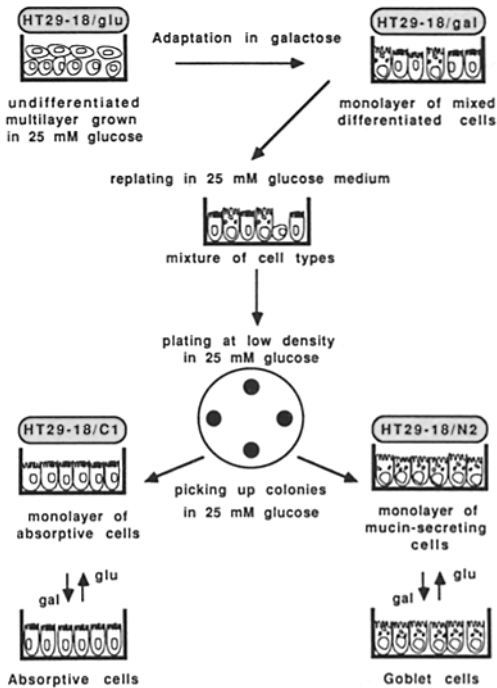 HT29-18/glu
Adaptation in galactose
HT29-18/gal
undifferentiated
multilayer grown
in 25 mM glucose
monolayer of mixed
differentiated cells
replating in 25 mM glucose medium
mixture of cell types
plating at low density
in 25 mM glucose
HT29-18/C1
HT29-18/N2
picking up colonies
in 25 mM glucose
monolayer of
absorptive cells
monolayer of
mucin-secreting
cells
gal
glu
gal
glu
Absorptive cells
Goblet cells